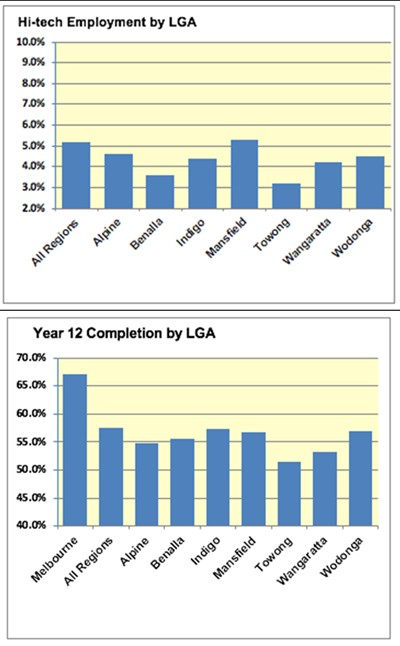 Hi-tech Employment by LGA
10.0%
9.0%
8.0%
7.0%
6.0%
5.0%
4.0%
3.0%
2.0%
All Regions
Alpine
Benalla
Indigo
Mansfield
Towong
Wangaratta
Wodonga
Year 12 Completion by LGA
70.0%
65.0%
60.0%
55.0%
50.0%
45.0%
40.0%
Melbourne
All Regions
Alpine
Benalla
Indigo
Mansfield
Towong
Wangaratta
Wodonga